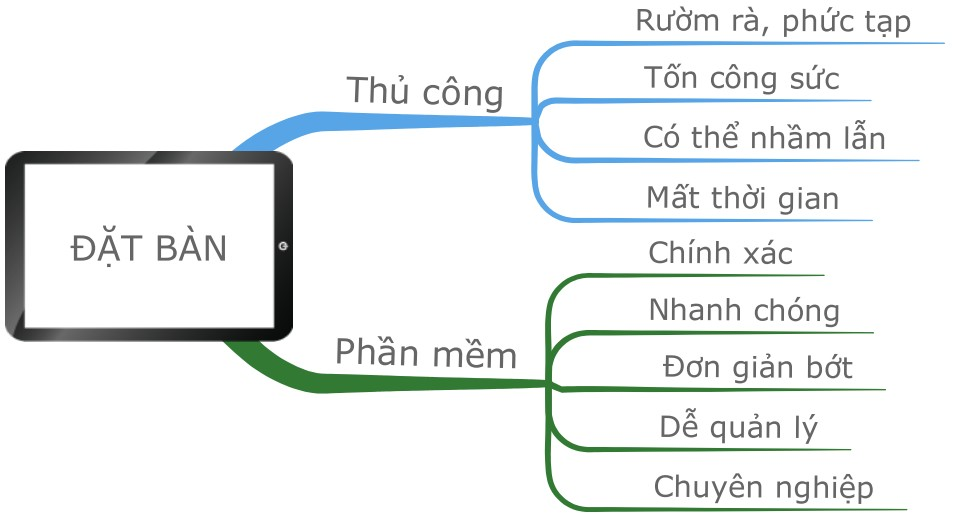 ĐẶT BÀN
Thủ công
Rườm rà, phức tạp
Tốn công sức
Có thể nhầm lẫn
Mất thời gian
Phần mềm
Chính xác
Nhanh chóng
Đơn giản bớt
Dễ quản lý
Chuyên nghiệp